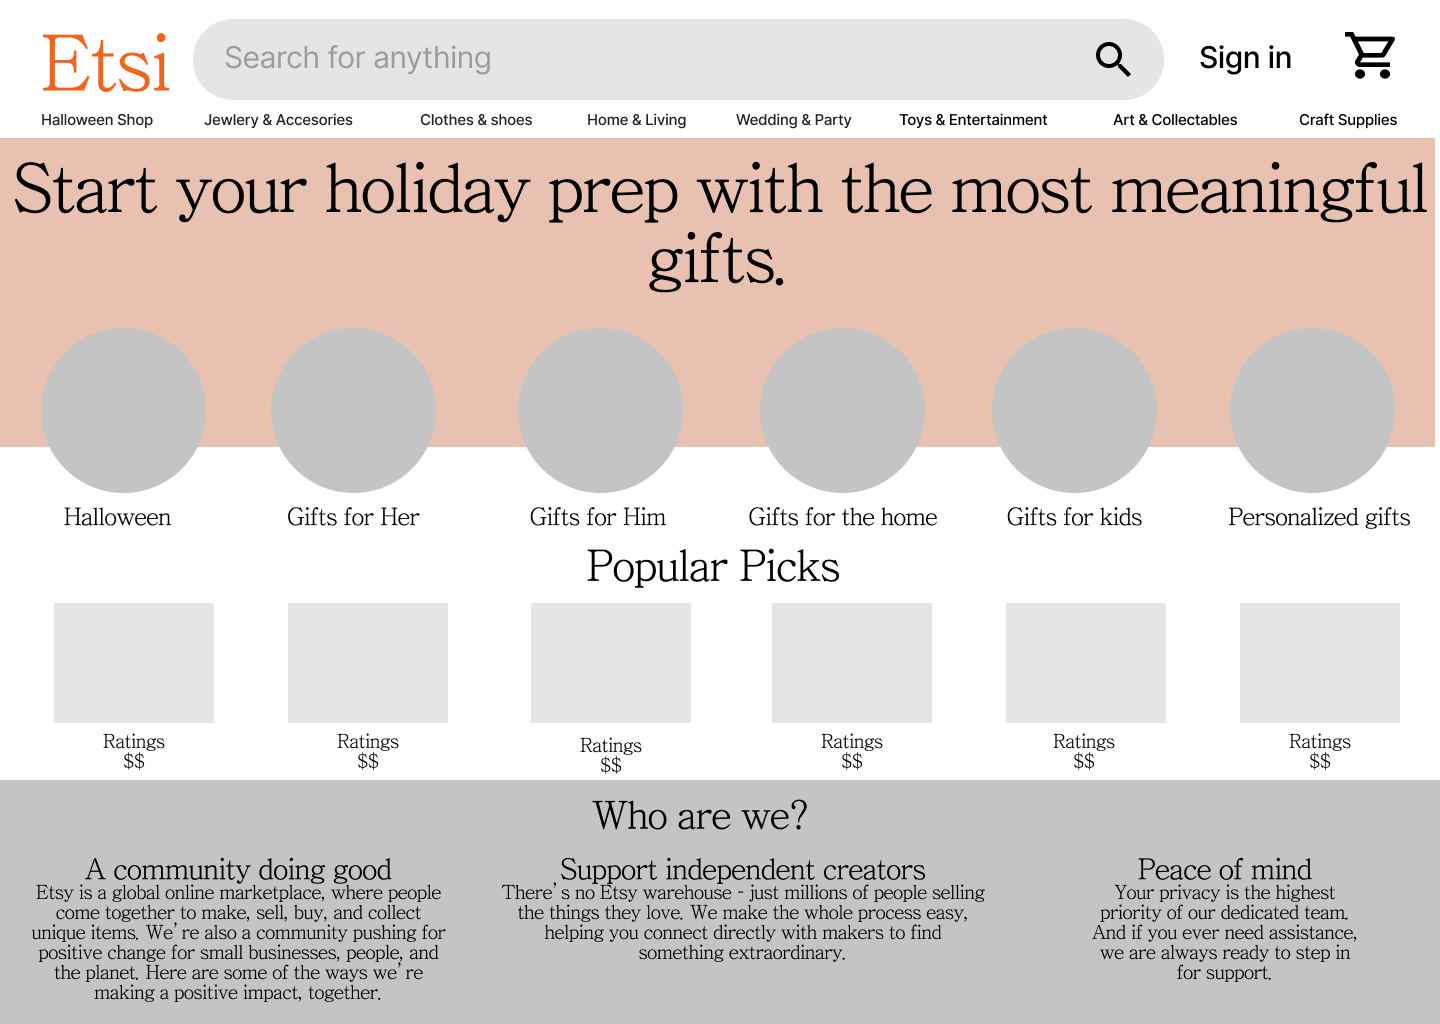 Etsi
Search for anything
Sign in
Halloween Shop
Jewlery & Accesories
Clothes & shoes
Home & Living
Wedding & Party
Toys & Entertainment
Art & Collectables
Craft Supplies
Start your holiday prep with the most meaningful
gifts.
Halloween
Gifts for Her
Gifts for Him
Gifts for the home
Gifts for kids
Personalized gifts
Popular Picks
Ratings
$$
Ratings
$$
Ratings
$$
Ratings
$$
Ratings
$$
Ratings
$$
Who are we?
A community doing good
Etsy is a global online marketplace, where people
come together to make, sell, buy, and collect
unique items. We’re also a community pushing for
positive change for small businesses, people, and
the planet. Here are some of the ways we’re
making a positive impact, together.
Support independent creators
There’s no Etsy warehouse - just millions of people selling
the things they love. We make the whole process easy,
helping you connect directly with makers to find
something extraordinary.
Peace of mind
Your privacy is the highest
priority of our dedicated team.
And if you ever need assistance,
we are always ready to step in
for support.